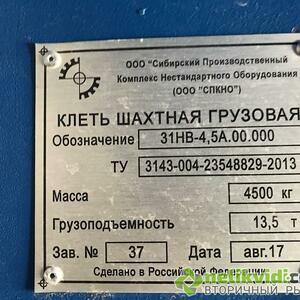 ООО "Сибирский Производственный
Комплекс Нестандартного Оборудования
(ООО "СПКНО")
КЛЕТЬ ШАХТНАЯ ГРУЗОВАЯ
Обозначение 31НВ-4,5А.00.000
ТУ 3143-004-23548829-2013
Масса 4500 кг
Грузоподъемность 13,5 т
Зав. № 37 Дата авг.17
Сделано в Российской Федерации
netkvidi
ВТОРИЧНЫЙ РЫ